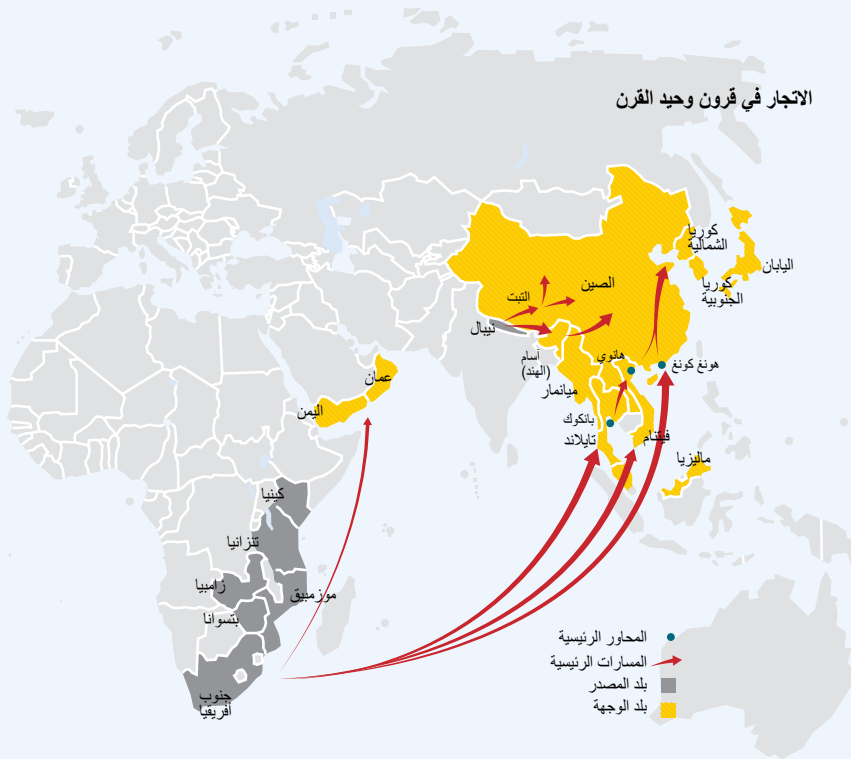 الاتجار في قرون وحيد القرن
كوريا
الشمالية
اليابان
كوريا
الجنوبية
الصين
التبت
نيبال
أسام
(الهند)
هانوي
هونغ كونغ
ميانمار
بانكوك
تايلاند
فيتنام
ماليزيا
عمان
اليمن
كينيا
تنزانيا
زامبيا
موزمبيق
بتسوانا
جنوب
أفريقيا
المحاور الرئيسية
المسارات الرئيسية
بلد المصدر
بلد الوجهة